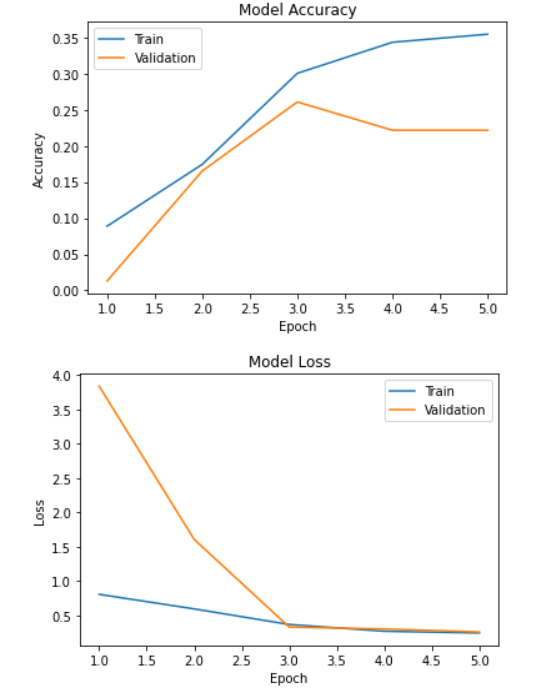 Model Accuracy
0.35
0.30
0.25
0.20
0.15
0.10
0.05
0.00
Accuracy
Train
Validation
1.0 1.5 2.0 2.5 3.0 3.5 4.0 4.5 5.0
Epoch
Model Loss
4.0
3.5
3.0
2.5
2.0
1.5
1.0
0.5
Loss
Train
Validation
1.0 1.5 2.0 2.5 3.0 3.5 4.0 4.5 5.0
Epoch